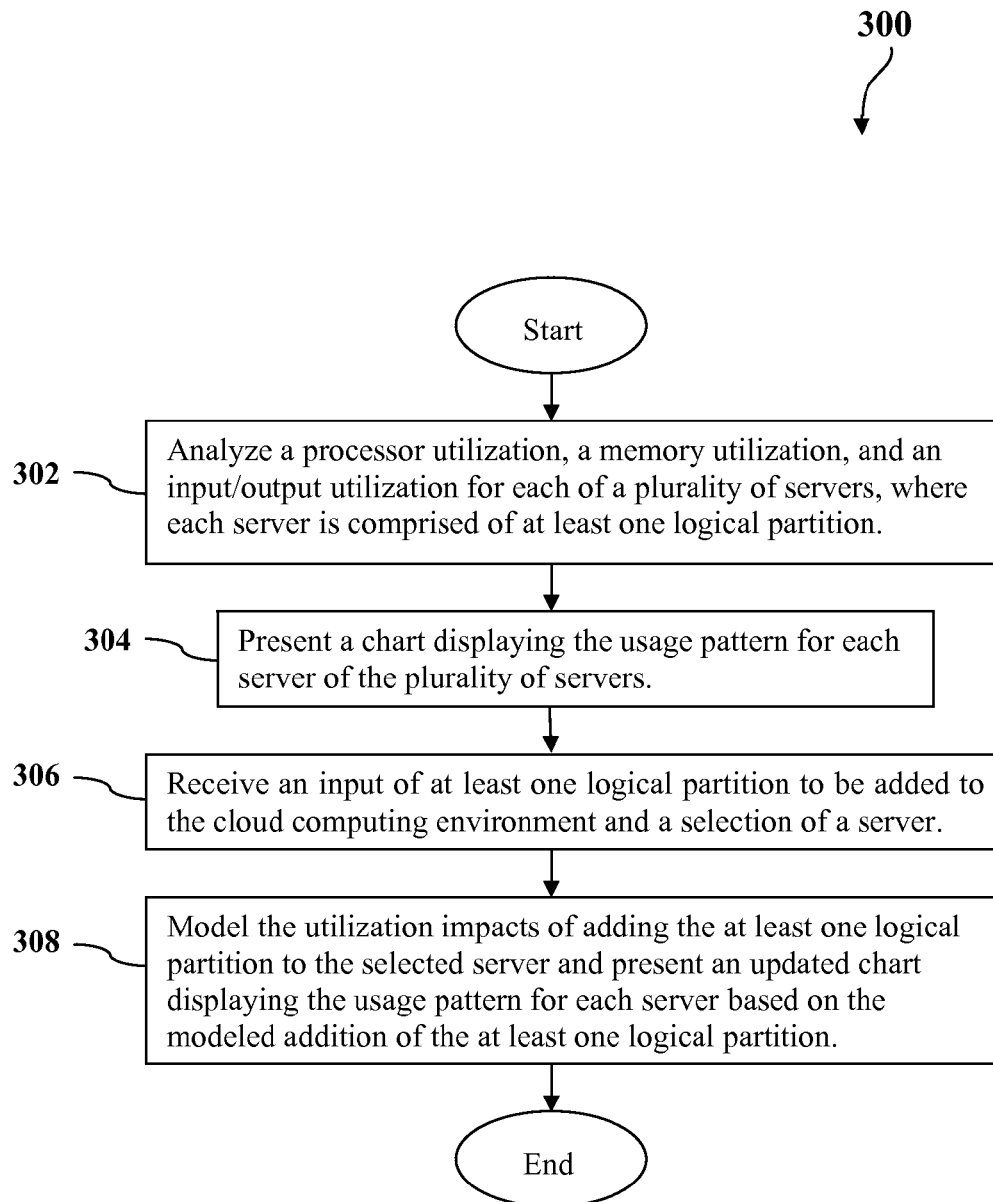 300
Start
302
Analyze a processor utilization, a memory utilization, and an
input/output utilization for each of a plurality of servers, where
each server is comprised of at least one logical partition.
304
Present a chart displaying the usage pattern for each
server of the plurality of servers.
306
Receive an input of at least one logical partition to be added to
the cloud computing environment and a selection of a server.
308
Model the utilization impacts of adding the at least one logical
partition to the selected server and present an updated chart
displaying the usage pattern for each server based on the
modeled addition of the at least one logical partition.
End